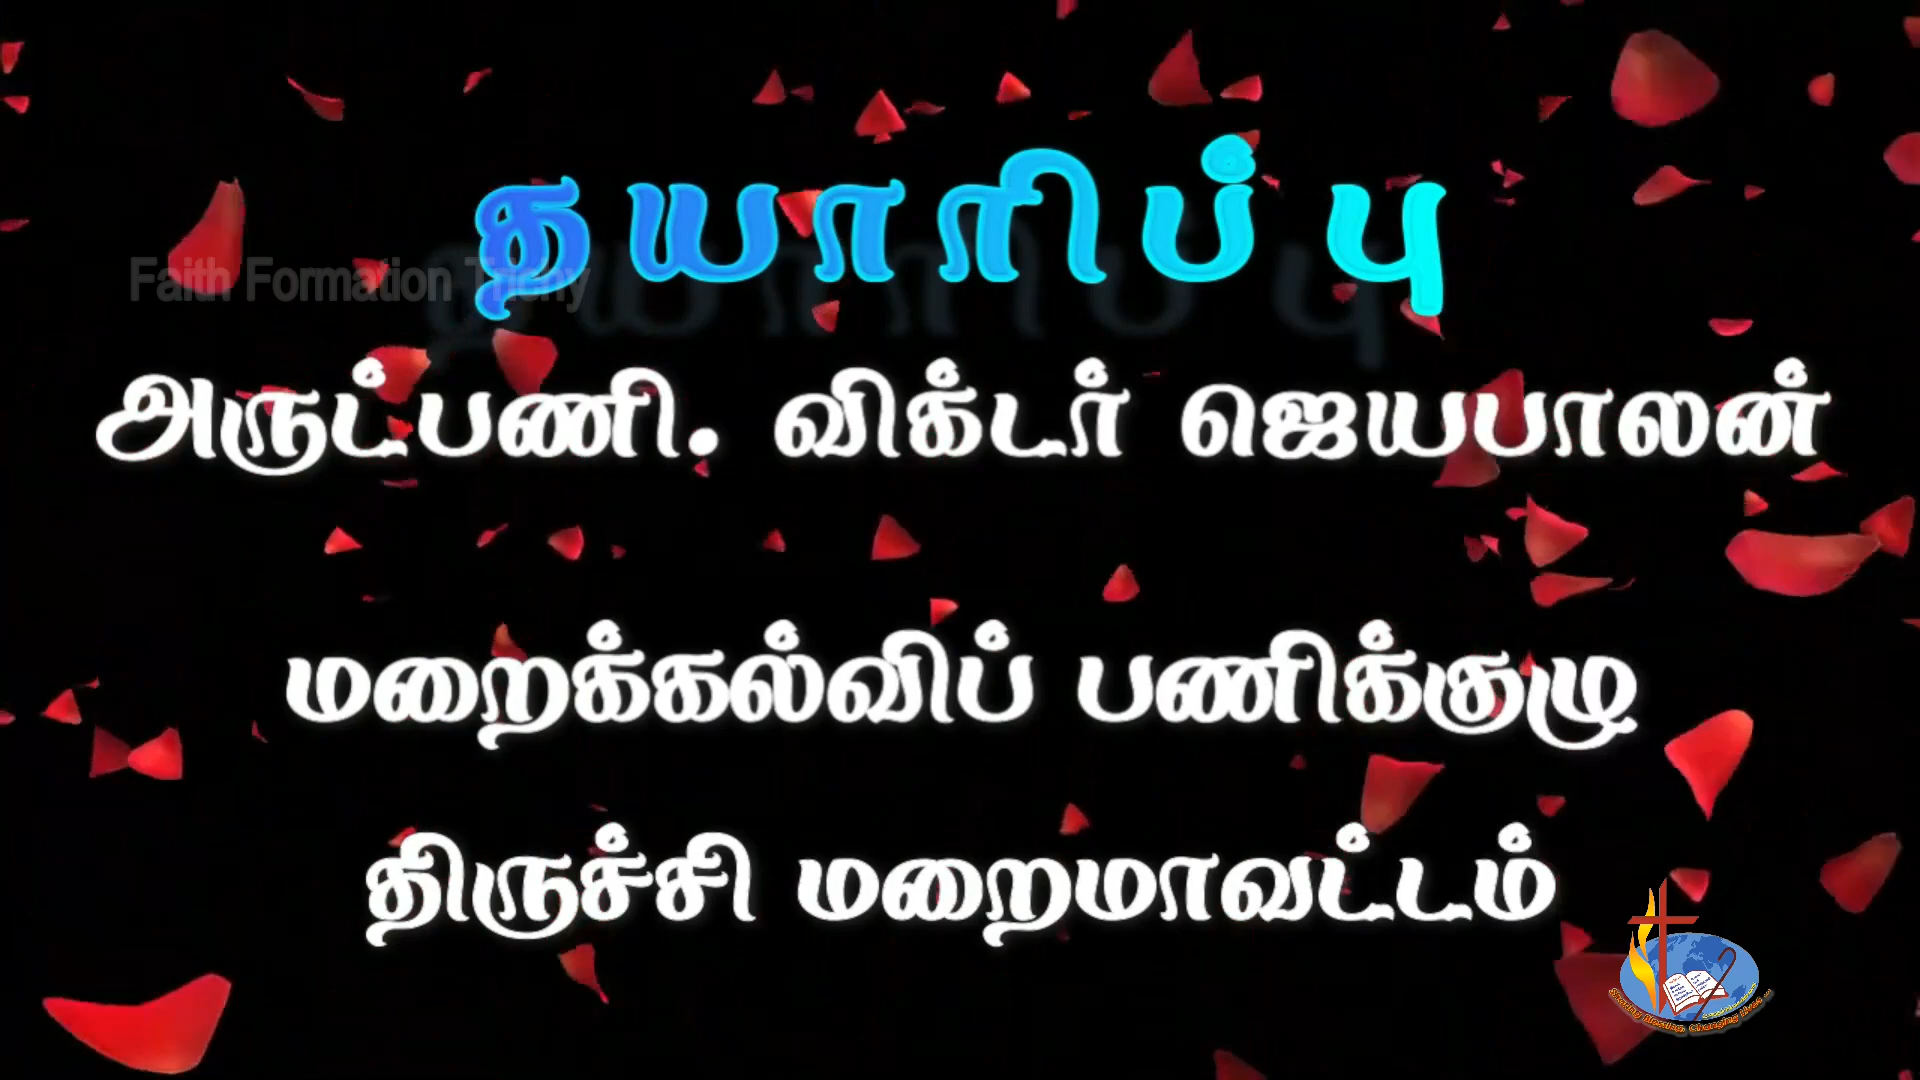 தயாரிப்பு
Faith Formation Trichy
அருட்பணி. விக்டர் ஜெயபாலன்
மறைக்கல்விப் பணிக்குழு
திருச்சி மறைமாவட்டம்